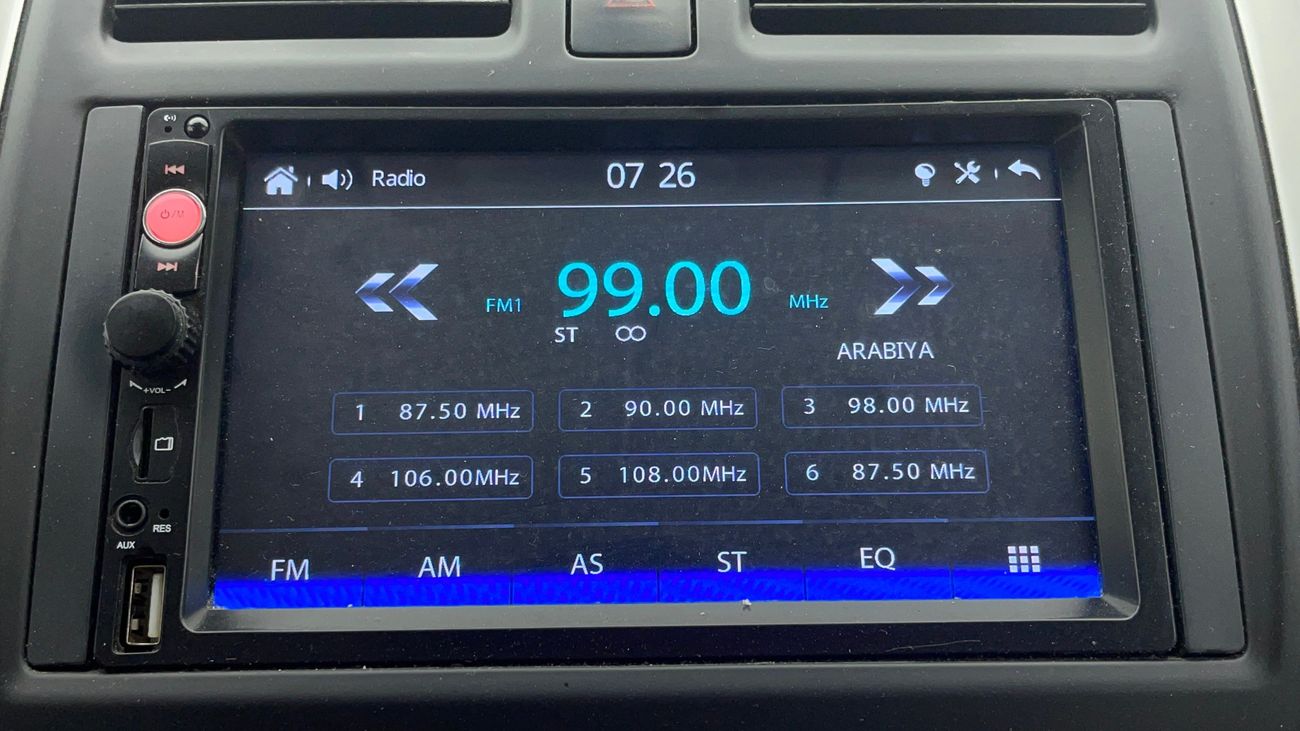 Radio 07 26
FM1 99.00 MHz
ST
ARABIYA
1 87.50 MHz 2 90.00 MHz 3 98.00 MHz
4 106.00MHz 5 108.00MHz 6 87.50 MHz
FM AM AS ST EQ
/M
+VOL-
RES
AUX